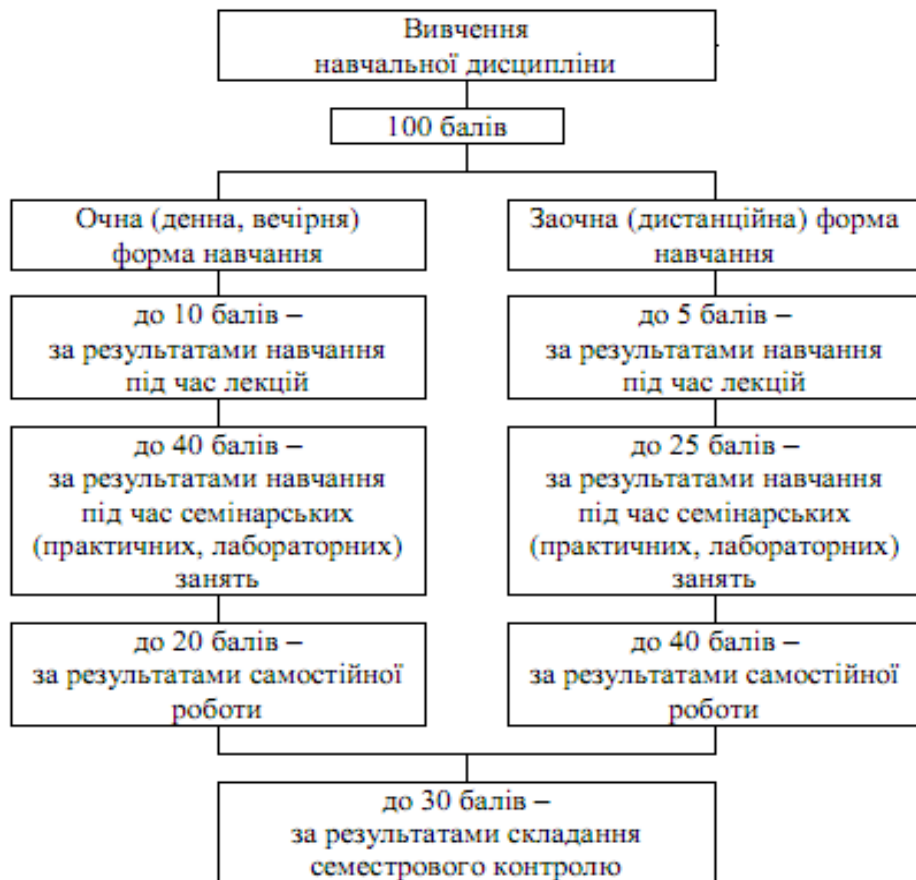 Вивчення
навчальної дисципліни
100 балів
Очна (денна, вечірня)
форма навчання
до 10 балів –
за результатами навчання
під час лекцій
до 40 балів –
за результатами навчання
під час семінарських
(практичних, лабораторних)
занять
до 20 балів –
за результатами самостійної
роботи
Заочна (дистанційна) форма
навчання
до 5 балів –
за результатами навчання
під час лекцій
до 25 балів –
за результатами навчання
під час семінарських
(практичних, лабораторних)
занять
до 40 балів –
за результатами самостійної
роботи
до 30 балів –
за результатами складання
семестрового контролю